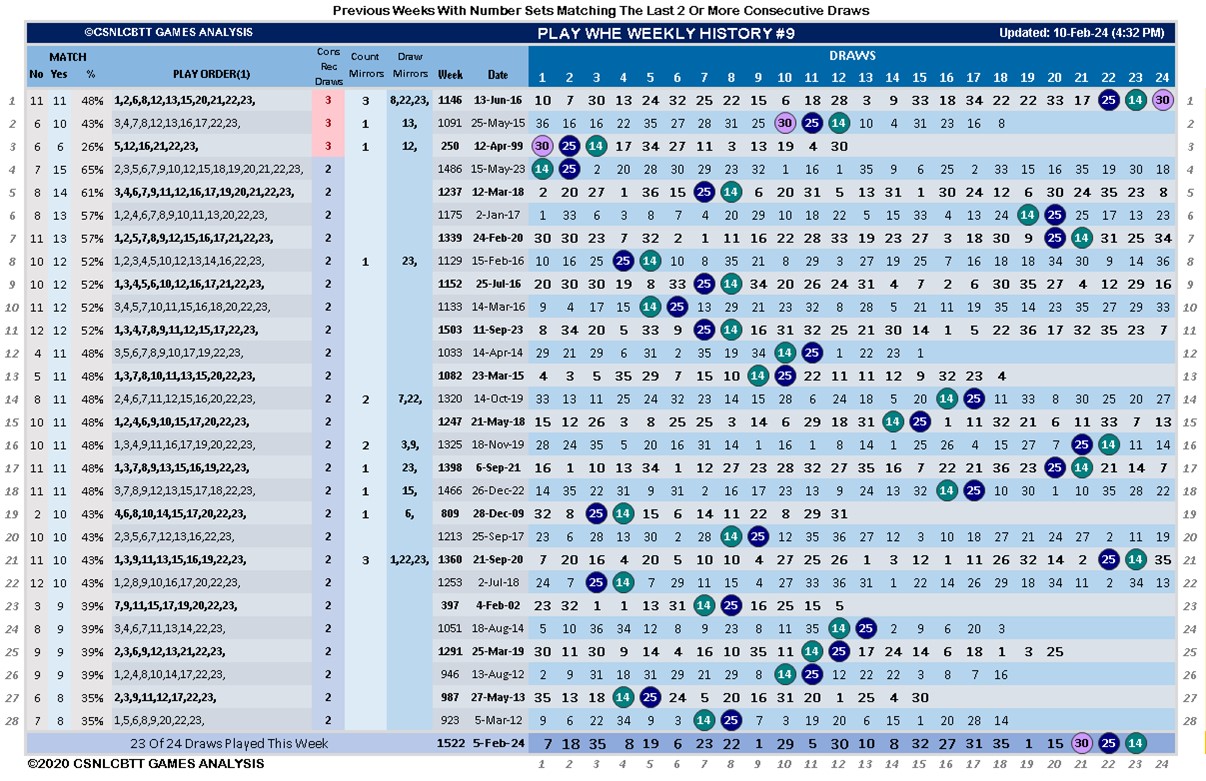 Previous Weeks With Number Sets Matching The Last 2 Or More Consecutive Draws
©CSNLCBTT GAMES ANALYSIS PLAY WHE WEEKLY HISTORY #9 Updated: 10-Feb-24 (4:32 PM)
MATCH Cons Rec Draws Count Mirrors Draw Mirrors DRAWS
No Yes % PLAY ORDER(1) Week Date 1 2 3 4 5 6 7 8 9 10 11 12 13 14 15 16 17 18 19 20 21 22 23 24
1 11 11 48% 1,2,6,8,12,13,15,20,21,22,23, 3 3 8,22,23, 1146 13-Jun-16 10 7 30 13 24 32 25 22 15 6 18 28 3 9 33 18 34 22 22 33 17 25 14 30 1
2 6 10 43% 3,4,7,8,12,13,16,17,22,23, 3 1 13, 1091 25-May-15 36 16 16 22 35 27 28 31 25 30 25 14 10 4 31 23 16 8 2
3 6 6 26% 5,12,16,21,22,23, 3 1 12, 250 12-Apr-99 30 25 14 17 34 27 11 3 13 19 4 30 3
4 7 15 65% 2,3,5,6,7,9,10,12,15,18,19,20,21,22,23, 2 1486 15-May-23 14 25 2 20 28 30 29 23 32 1 16 1 35 9 6 25 2 33 15 16 35 19 30 18 4
5 8 14 61% 3,4,6,7,9,11,12,16,17,19,20,21,22,23, 2 1237 12-Mar-18 2 20 27 1 36 15 25 14 6 20 31 5 13 31 1 30 24 12 6 30 24 35 8 35 5
6 8 13 57% 1,2,4,6,7,8,9,10,11,13,20,22,23, 2 1175 2-Jan-17 1 33 6 3 8 7 4 20 29 10 18 22 5 15 33 4 13 18 24 14 25 25 17 13 23 6
7 11 13 57% 1,2,5,7,8,9,12,15,16,17,21,22,23, 2 1339 24-Feb-20 30 30 23 7 32 2 1 11 16 22 28 33 19 23 27 3 18 30 9 25 14 31 25 34 7
8 10 12 52% 1,2,3,4,5,10,12,13,14,16,22,23, 2 1 23, 1129 15-Feb-16 10 16 25 25 14 10 8 35 21 8 29 3 27 19 25 7 16 18 18 34 30 9 14 36 8
9 10 12 52% 1,3,4,5,6,10,12,16,17,21,22,23, 2 1152 25-Jul-16 20 30 30 19 8 33 25 14 34 20 26 24 31 4 7 2 6 30 35 27 4 12 29 16 9
10 11 12 52% 3,4,5,7,10,11,15,16,18,20,22,23, 2 1133 14-Mar-16 9 4 17 15 14 25 13 29 21 23 32 8 28 5 21 11 15 19 35 14 23 35 27 33 10
11 12 12 52% 1,3,4,7,8,9,11,12,15,17,22,23, 2 1503 11-Sep-23 8 34 20 5 33 9 25 14 16 31 32 25 21 30 14 1 5 22 36 17 32 35 23 7 11
12 4 11 48% 3,5,6,7,8,9,10,17,19,22,23, 2 1033 14-Apr-14 29 21 29 6 31 2 35 19 34 14 25 1 22 23 1 12
13 5 11 48% 1,3,7,8,10,11,13,15,20,22,23, 2 1082 23-Mar-15 4 3 5 35 29 7 15 10 14 25 22 11 11 12 9 32 23 4 13
14 8 11 48% 2,4,6,7,11,12,15,16,20,22,23, 2 2 7,22, 1320 14-Oct-19 33 13 11 25 24 32 23 14 15 28 6 24 18 5 20 14 25 11 33 8 30 25 20 27 14
15 10 11 48% 1,2,4,6,9,10,15,17,20,22,23, 2 1247 21-May-18 15 12 26 3 8 25 25 3 14 6 29 18 31 14 25 1 11 32 21 6 11 33 7 13 15
16 10 11 48% 1,3,4,9,11,16,17,19,20,22,23, 2 2 3,9, 1325 18-Nov-19 28 24 35 5 20 16 31 14 1 16 1 8 14 1 25 26 4 15 27 7 25 14 11 14 16
17 11 11 48% 1,3,7,8,9,13,15,16,19,22,23, 2 1 23, 1398 6-Sep-21 16 1 10 13 34 1 12 27 23 28 32 27 35 16 7 22 21 36 23 25 14 21 14 7 17
18 11 11 48% 3,7,8,9,12,13,15,17,18,22,23, 2 1 15, 1466 26-Dec-22 14 35 22 31 9 31 2 16 17 23 13 9 24 13 32 14 25 10 30 1 10 35 28 22 18
19 2 10 43% 4,6,8,10,14,15,17,20,22,23, 2 1 6, 809 28-Dec-09 32 8 25 14 15 6 14 11 22 8 29 31 19
20 10 10 43% 2,3,5,6,7,12,13,16,22,23, 2 1213 25-Sep-17 23 6 28 13 30 2 28 14 25 12 35 36 27 12 3 10 18 27 21 24 27 2 11 19 20
21 11 10 43% 1,3,9,11,13,15,16,19,22,23, 2 3 1,22,23, 1360 21-Sep-20 7 20 16 4 20 5 10 10 4 27 25 26 1 3 12 1 11 26 32 14 2 25 14 35 21
22 12 10 43% 1,2,8,9,10,16,17,20,22,23, 2 1253 2-Jul-18 24 7 25 14 7 29 11 15 4 27 33 36 31 1 22 14 26 29 18 34 11 2 34 13 22
23 3 9 39% 7,9,11,15,17,19,20,22,23, 2 397 4-Feb-02 23 32 1 1 13 31 14 25 16 25 15 5 23
24 8 9 39% 3,4,6,7,11,13,14,22,23, 2 1051 18-Aug-14 5 10 36 34 12 8 9 23 8 11 35 14 25 2 9 6 20 3 24
25 9 9 39% 2,3,6,9,12,13,21,22,23, 2 1291 25-Mar-19 30 11 30 9 14 4 16 10 35 11 14 25 17 24 14 6 18 1 3 25 25
26 9 9 39% 1,2,4,8,10,14,17,22,23, 2 946 13-Aug-12 2 9 31 18 31 29 21 29 8 14 25 12 22 22 3 8 7 16 26
27 6 8 35% 2,3,9,11,12,17,22,23, 2 987 27-May-13 35 13 18 14 25 24 5 20 16 31 20 1 25 4 30 27
28 7 8 35% 1,5,6,8,9,20,22,23, 2 923 5-Mar-12 9 6 22 34 9 3 14 25 7 3 19 20 6 15 1 20 28 14 28
23 Of 24 Draws Played This Week 1522 5-Feb-24 7 18 35 8 19 6 23 22 1 29 5 30 10 8 32 27 31 35 1 15 30 25 14
©2020 CSNLCBTT GAMES ANALYSIS 1 2 3 4 5 6 7 8 9 10 11 12 13 14 15 16 17 18 19 20 21 22 23 24